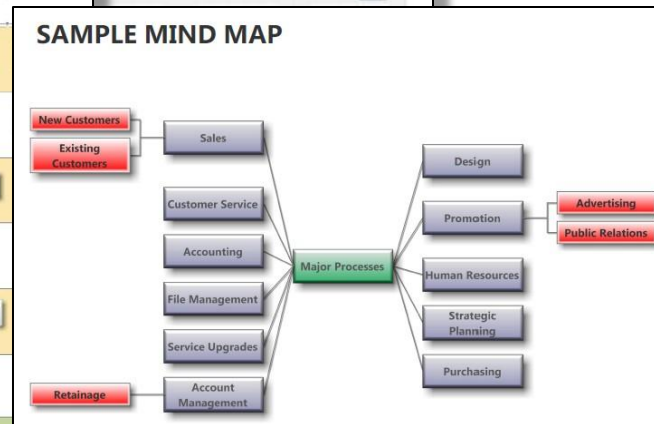 SAMPLE MIND MAP
New Customers
Existing
Customers
Sales
Customer Service
Accounting
File Management
Service Upgrades
Retainage
Account
Management
Major Processes
Design
Promotion
Advertising
Public Relations
Human Resources
Strategic
Planning
Purchasing